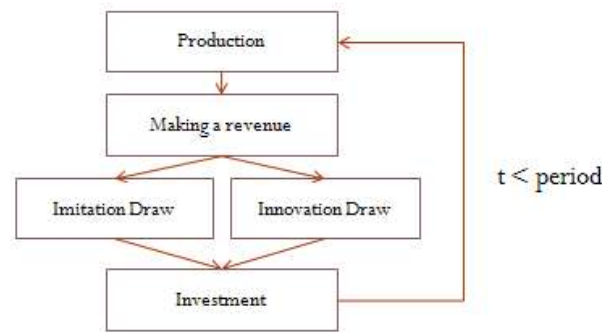 Production
Making a revenue
Imitation Draw
Innovation Draw
t < period
Investment